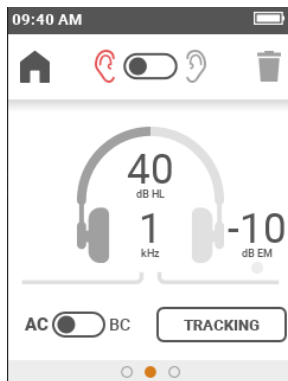 09:40 AM
40
dB HL
1
kHz
-10
dB EM
AC BC
TRACKING